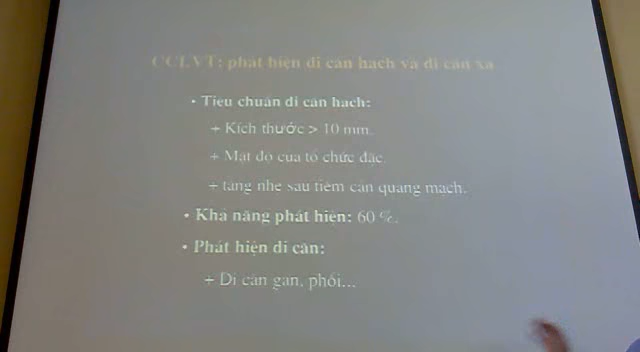 CCLVT: phát hiện di căn hạch và di căn xa
• Tiêu chuẩn di căn hạch:
+ Kích thước > 10 mm.
+ Mật độ của tổ chức đặc.
+ tăng nhẹ sau tiêm cản quang mạch.
• Khả năng phát hiện: 60 %.
• Phát hiện di căn:
+ Di căn gan, phổi...